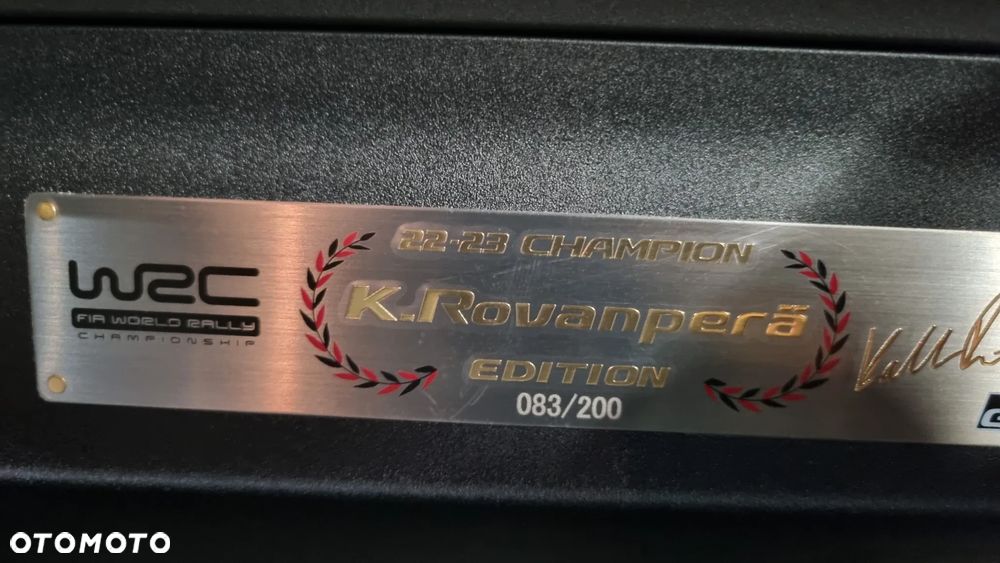 22-23 CHAMPION
WRC
FIA WORLD RALLY
CHAMPIONSHIP
K.Rovanperä
EDITION
083/200
OTOMOTO